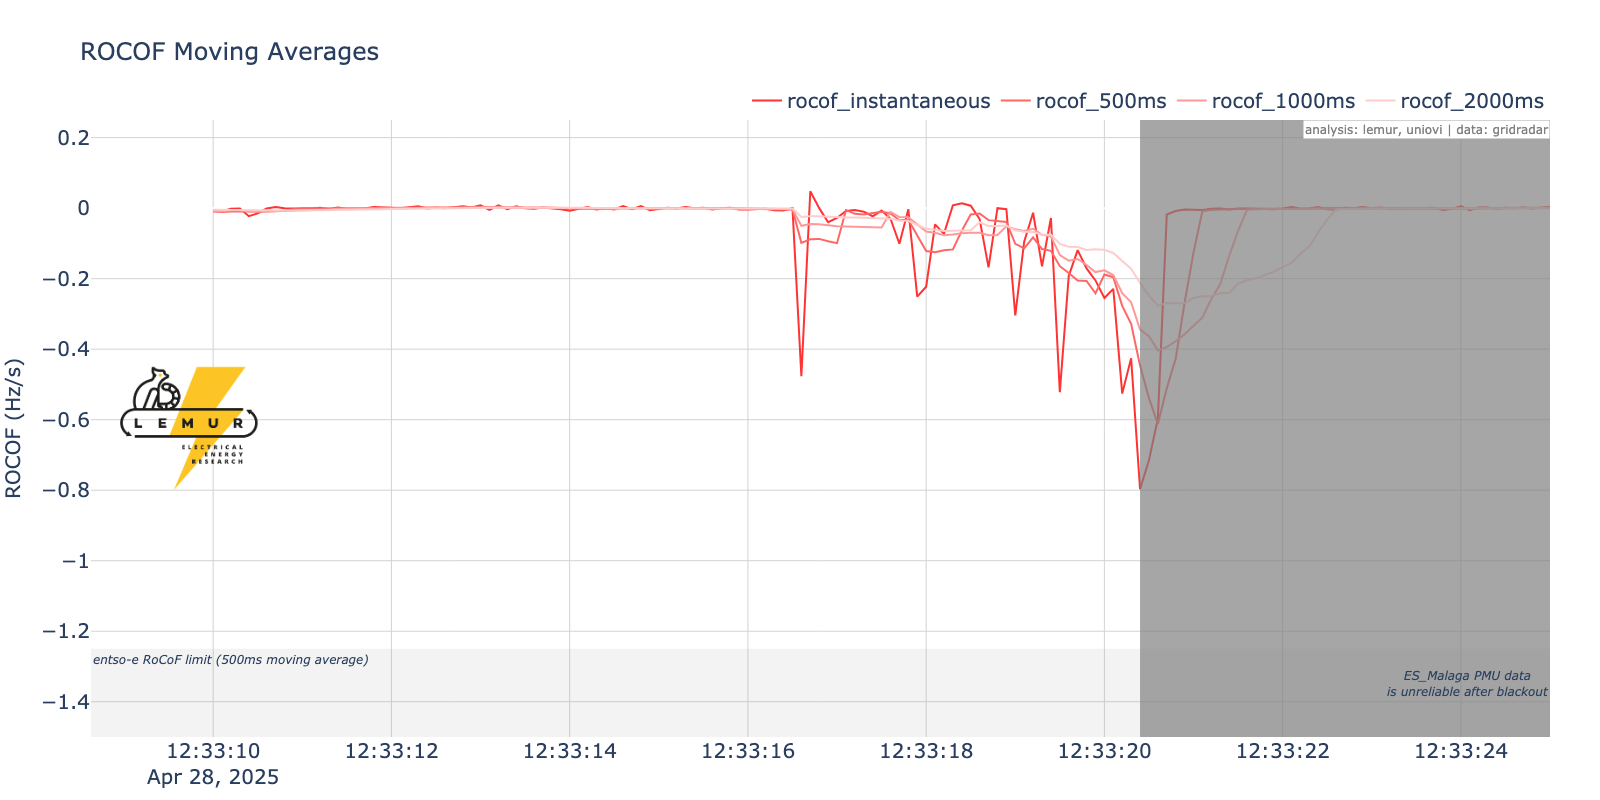 ROCOF Moving Averages
rocof_instantaneous rocof_500ms rocof_1000ms rocof_2000ms
analysis: lemur, uniovi | data: gridradar
0.2
0
−0.2
−0.4
−0.6
−0.8
−1
−1.2
−1.4
ROCOF (Hz/s)
LEMUR
ELECTRICAL
ENERGY
RESEARCH
entso-e RoCoF limit (500ms moving average)
ES_Malaga PMU data
is unreliable after blackout
12:33:10 12:33:12 12:33:14 12:33:16 12:33:18 12:33:20 12:33:22 12:33:24
Apr 28, 2025